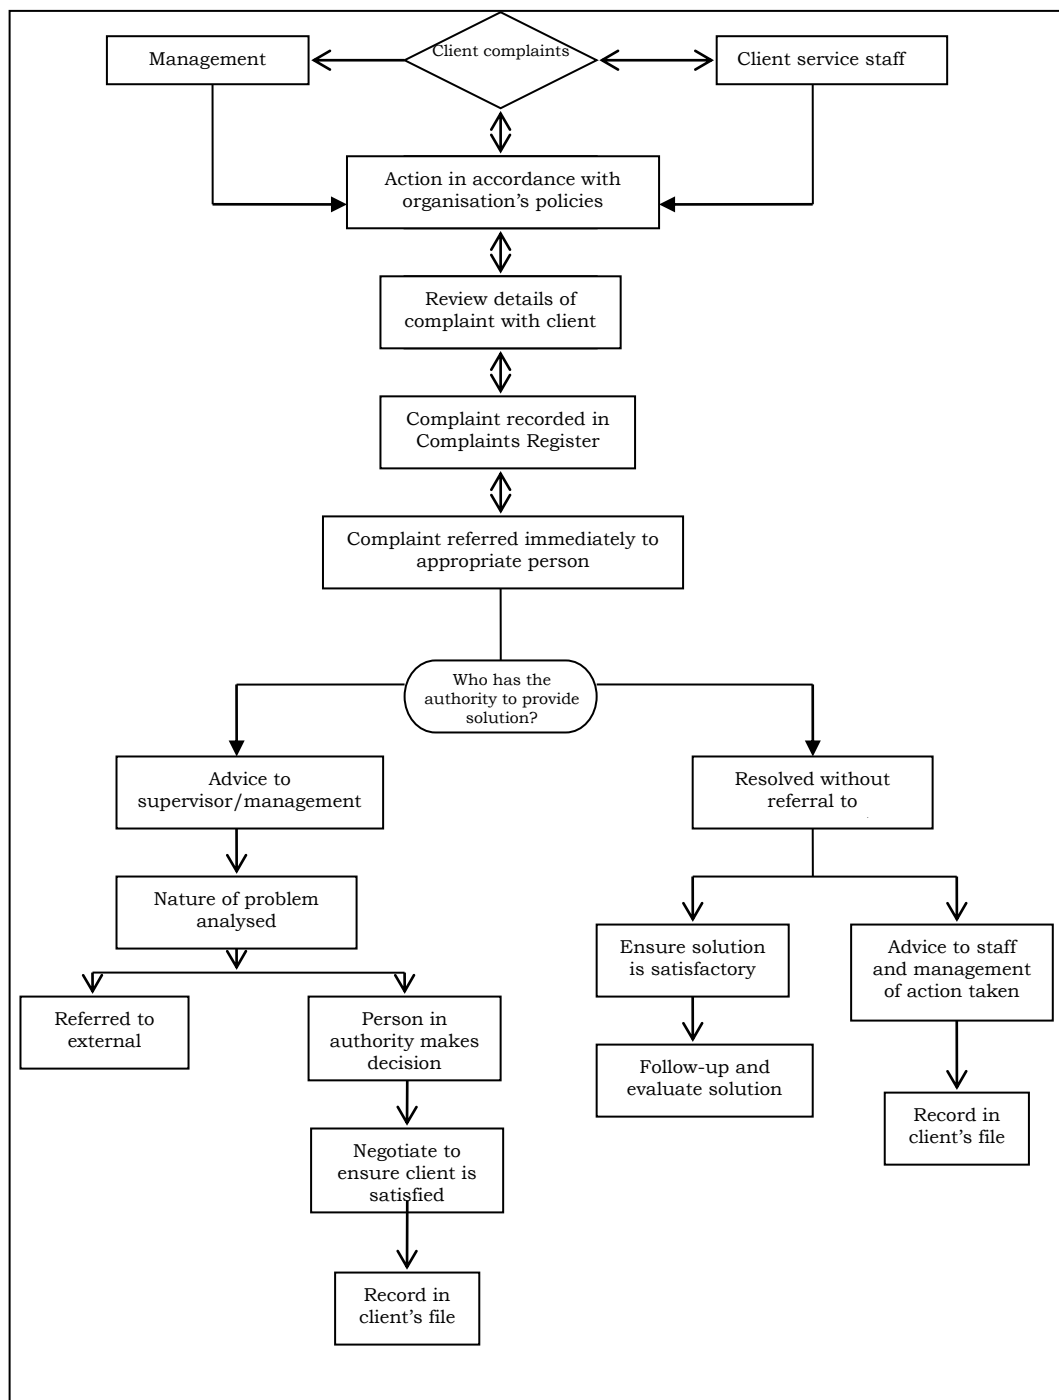 Client complaints
Management
Client service staff
Action in accordance with
organisation's policies
Review details of
complaint with client
Complaint recorded in
Complaints Register
Complaint referred immediately to
appropriate person
Who has the
authority to provide
solution?
Advice to
supervisor/management
Resolved without
referral to
Nature of problem
analysed
Ensure solution
is satisfactory
Advice to staff
and management
of action taken
Referred to
external
Person in
authority makes
decision
Follow-up and
evaluate solution
Record in
client's file
Negotiate to
ensure client is
satisfied
Record in
client's file